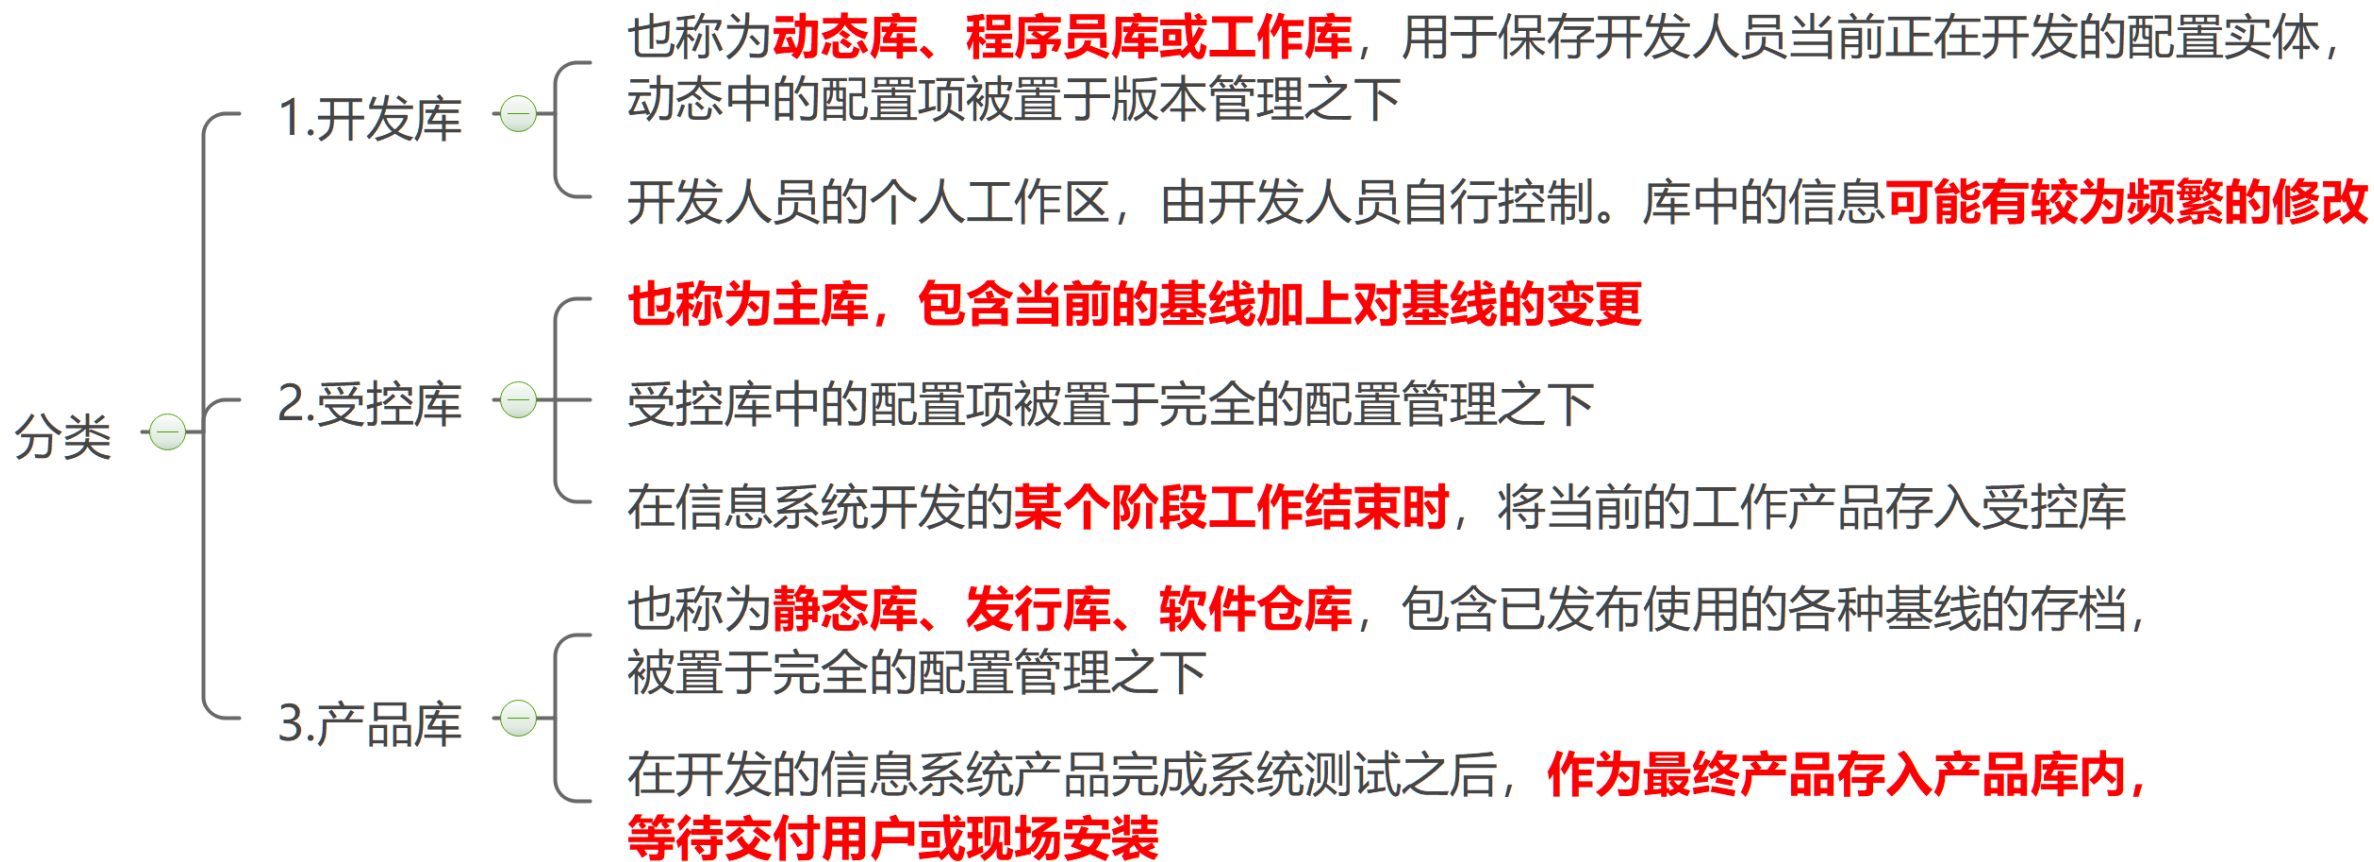 分类
1.开发库
也称为动态库、程序员库或工作库，用于保存开发人员当前正在开发的配置实体，
动态中的配置项被置于版本管理之下
开发人员的个人工作区，由开发人员自行控制。库中的信息可能有较为频繁的修改
2.受控库
也称为主库，包含当前的基线加上对基线的变更
受控库中的配置项被置于完全的配置管理之下
在信息系统开发的某个阶段工作结束时，将当前的工作产品存入受控库
3.产品库
也称为静态库、发行库、软件仓库，包含已发布使用的各种基线的存档，
被置于完全的配置管理之下
在开发的信息系统产品完成系统测试之后，作为最终产品存入产品库内，
等待交付用户或现场安装